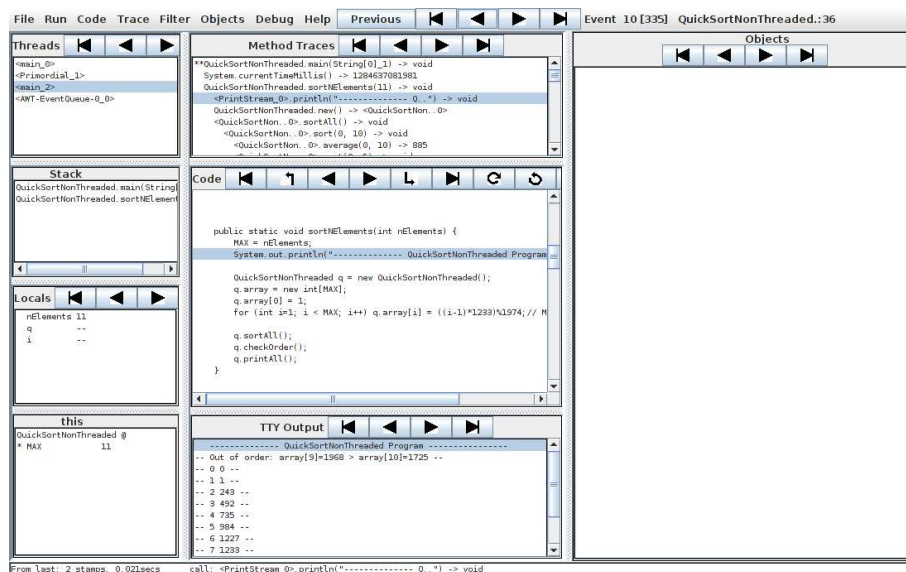 File Run Code Trace Filter Objects Debug Help Previous Event 10 [335] QuickSortNonThreaded.:36
Threads
<main_0>
<Primordial_1>
<main_2>
<AWT-EventQueue-0_0>
Method Traces
**QuickSortNonThreaded.main(String[0]_1) -> void
System.currentTimeMillis() -> 1284637081981
QuickSortNonThreaded.sortNElements(11) -> void
<PrintStream_0>.println("-------------- Q..") -> void
QuickSortNonThreaded.new() -> <QuickSortNon..0>
<QuickSortNon..0>.sortAll() -> void
<QuickSortNon..0>.sort(0, 10) -> void
<QuickSortNon..0>.average(0, 10) -> 885
Objects
Stack
QuickSortNonThreaded.main(String[
QuickSortNonThreaded.sortNElement
Code
public static void sortNElements(int nElements) {
MAX = nElements;
System.out.println("-------------- QuickSortNonThreaded Program
QuickSortNonThreaded q = new QuickSortNonThreaded();
q.array = new int[MAX];
q.array[0] = 1;
for (int i=1; i < MAX; i++) q.array[i] = ((i-1)*1233)%1974;// M
q.sortAll();
q.checkOrder();
q.printAll();
}
Locals
nElements 11
q --
i --
this
QuickSortNonThreaded @
* MAX 11
TTY Output
-------------- QuickSortNonThreaded Program ----------------
-- Out of order: array[9]=1968 > array[10]=1725 --
-- 0 0 --
-- 1 1 --
-- 2 243 --
-- 3 492 --
-- 4 735 --
-- 5 984 --
-- 6 1227 --
-- 7 1233 --
From last: 2 stamps, 0.021secs call: <PrintStream_0>.println("-------------- Q..") -> void